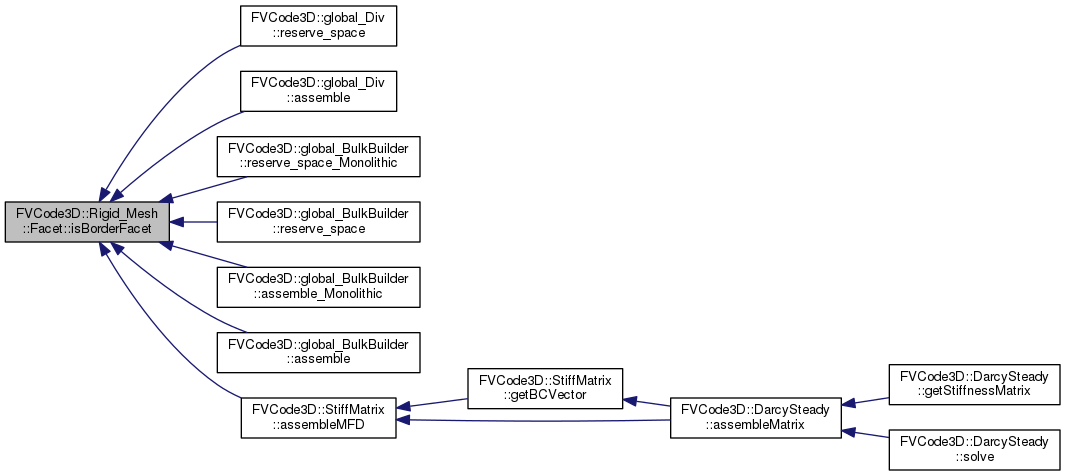 FVCode3D::global_Div
::reserve_space
FVCode3D::global_Div
::assemble
FVCode3D::global_BulkBuilder
::reserve_space_Monolithic
FVCode3D::Rigid_Mesh
::Facet::isBorderFacet
FVCode3D::global_BulkBuilder
::reserve_space
FVCode3D::global_BulkBuilder
::assemble_Monolithic
FVCode3D::global_BulkBuilder
::assemble
FVCode3D::StiffMatrix
::assembleMFD
FVCode3D::StiffMatrix
::getBCVector
FVCode3D::DarcySteady
::assembleMatrix
FVCode3D::DarcySteady
::getStiffnessMatrix
FVCode3D::DarcySteady
::solve